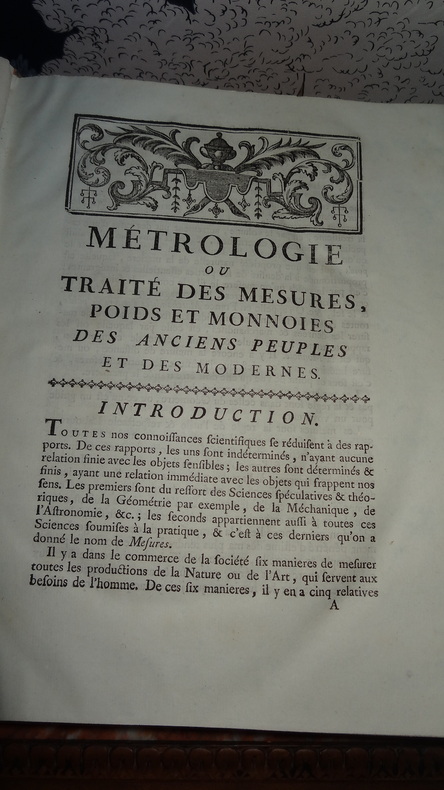 MÉTROLOGIE
OU
TRAITÉ DES MESURES,
POIDS ET MONNOIES
DES ANCIENS PEUPLES
ET DES MODERNES.
INTRODUCTION.
TOUTES nos connoiſſances ſcientifiques ſe réduiſent à des rap-
ports. De ces rapports, les uns ſont indéterminés, n'ayant aucune
relation finie avec les objets ſenſibles; les autres ſont déterminés &
finis, ayant une relation immédiate avec les objets qui frappent nos
ſens. Les premiers ſont du reſſort des Sciences ſpéculatives & théo-
riques, de la Géométrie par exemple, de la Méchanique, de
l'Aſtronomie, &c.; les ſeconds appartiennent auſſi à toutes ces
Sciences ſoumiſes à la pratique, & c'eſt à ces derniers qu'on a
donné le nom de Meſures.
Il y a dans le commerce de la ſociété ſix manieres de meſurer
toutes les productions de la Nature ou de l'Art, qui ſervent aux
beſoins de l'homme. De ces ſix manieres, il y en a cinq relatives
A